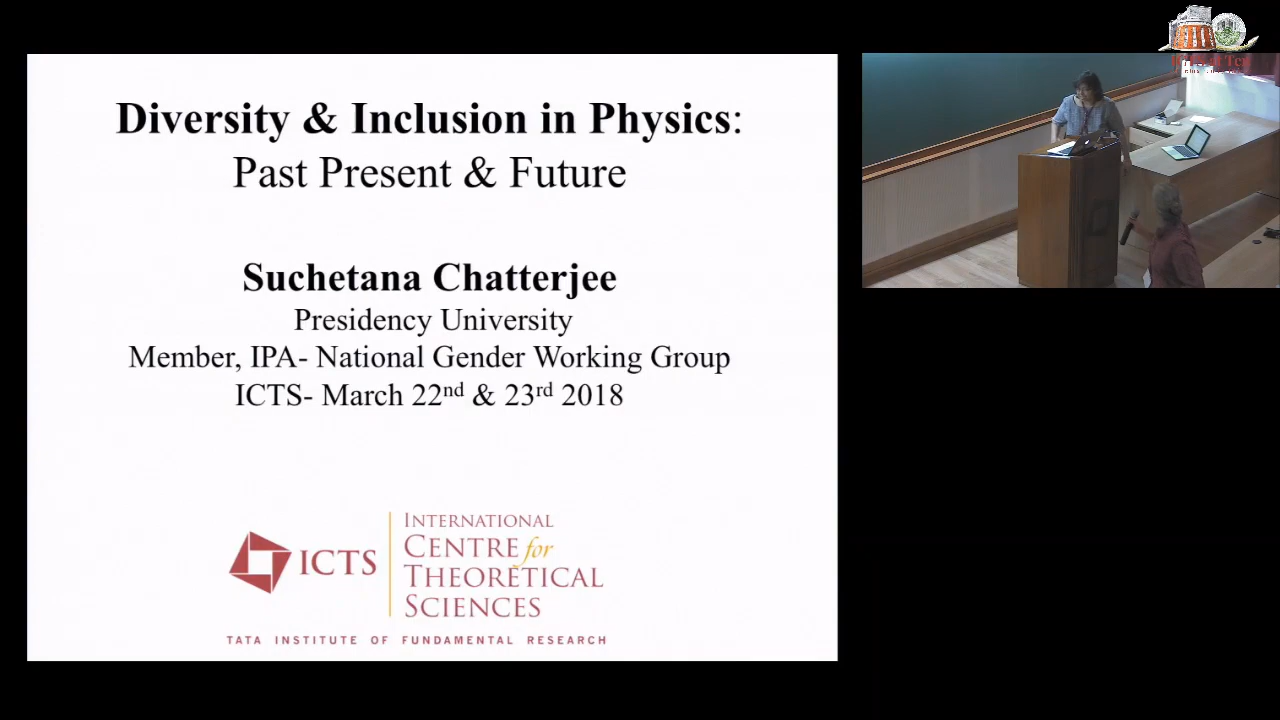 Diversity & Inclusion in Physics:
Past Present & Future
Suchetana Chatterjee
Presidency University
Member, IPA- National Gender Working Group
ICTS- March 22nd & 23rd 2018
ICTS
INTERNATIONAL
CENTRE for
THEORETICAL
SCIENCES
TATA INSTITUTE OF FUNDAMENTAL RESEARCH